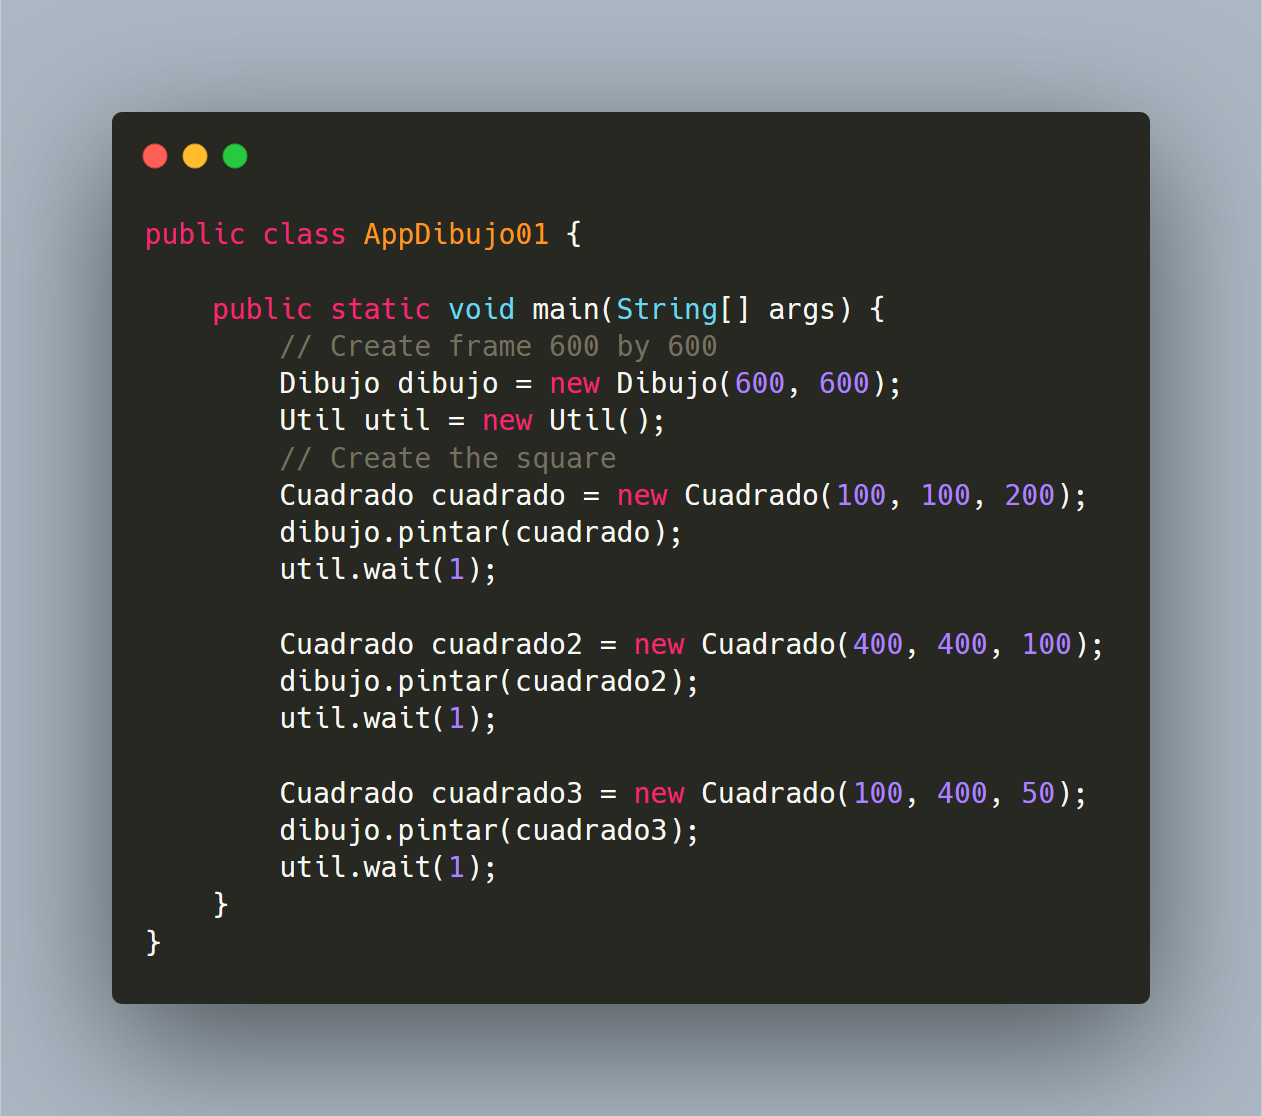 public class AppDibujo01 {

    public static void main(String[] args) {
        // Create frame 600 by 600
        Dibujo dibujo = new Dibujo(600, 600);
        Util util = new Util();
        // Create the square
        Cuadrado cuadrado = new Cuadrado(100, 100, 200);
        dibujo.pintar(cuadrado);
        util.wait(1);

        Cuadrado cuadrado2 = new Cuadrado(400, 400, 100);
        dibujo.pintar(cuadrado2);
        util.wait(1);

        Cuadrado cuadrado3 = new Cuadrado(100, 400, 50);
        dibujo.pintar(cuadrado3);
        util.wait(1);
    }
}